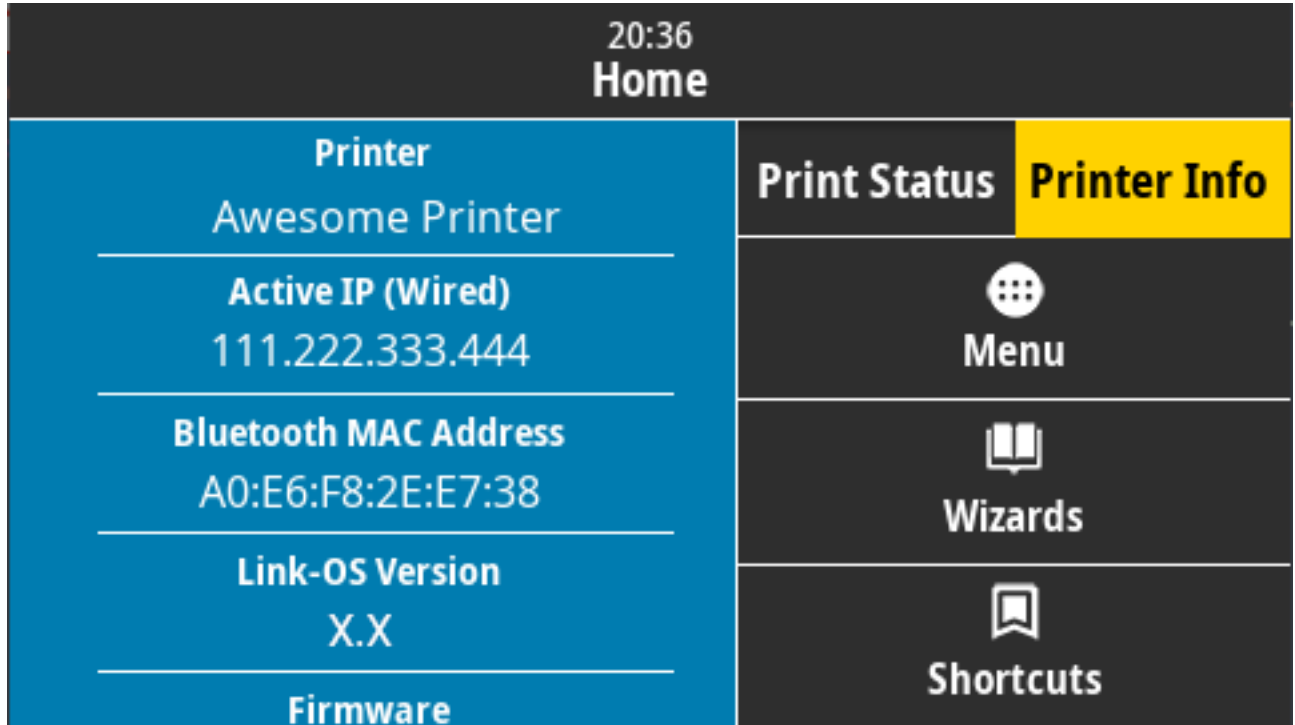 20:36
Home
Printer
Awesome Printer
Active IP (Wired)
111.222.333.444
Bluetooth MAC Address
A0:E6:F8:2E:E7:38
Link-OS Version
X.X
Firmware
Print Status
Printer Info
Menu
Wizards
Shortcuts